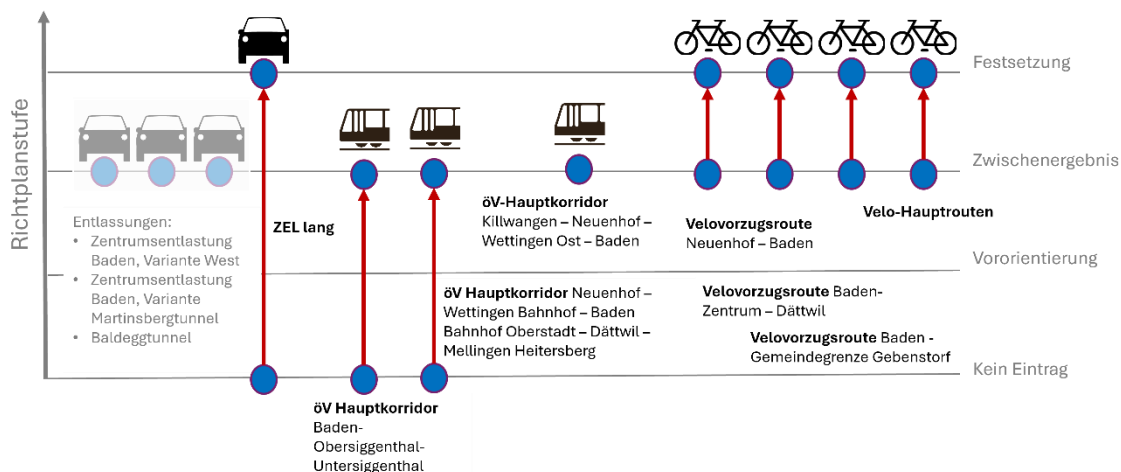 Richtplanstufe
Festsetzung
Zwischenergebnis
Vororientierung
Kein Eintrag
Entlassungen:
• Zentrumsentlastung
Baden, Variante West
• Zentrumsentlastung
Baden, Variante
Martinsbergtunnel
• Baldeggtunnel
ZEL lang
öV Hauptkorridor
Baden-
Obersiggenthal-
Untersiggenthal
öV Hauptkorridor Neuenhof –
Wettingen Bahnhof – Baden
Bahnhof Oberstadt – Dättwil –
Mellingen Heitersberg
öV-Hauptkorridor
Killwangen – Neuenhof –
Wettingen Ost – Baden
Velovorzugsroute
Neuenhof – Baden
Velovorzugsroute Baden-
Zentrum – Dättwil
Velovorzugsroute Baden -
Gemeindegrenze Gebenstorf
Velo-Hauptrouten